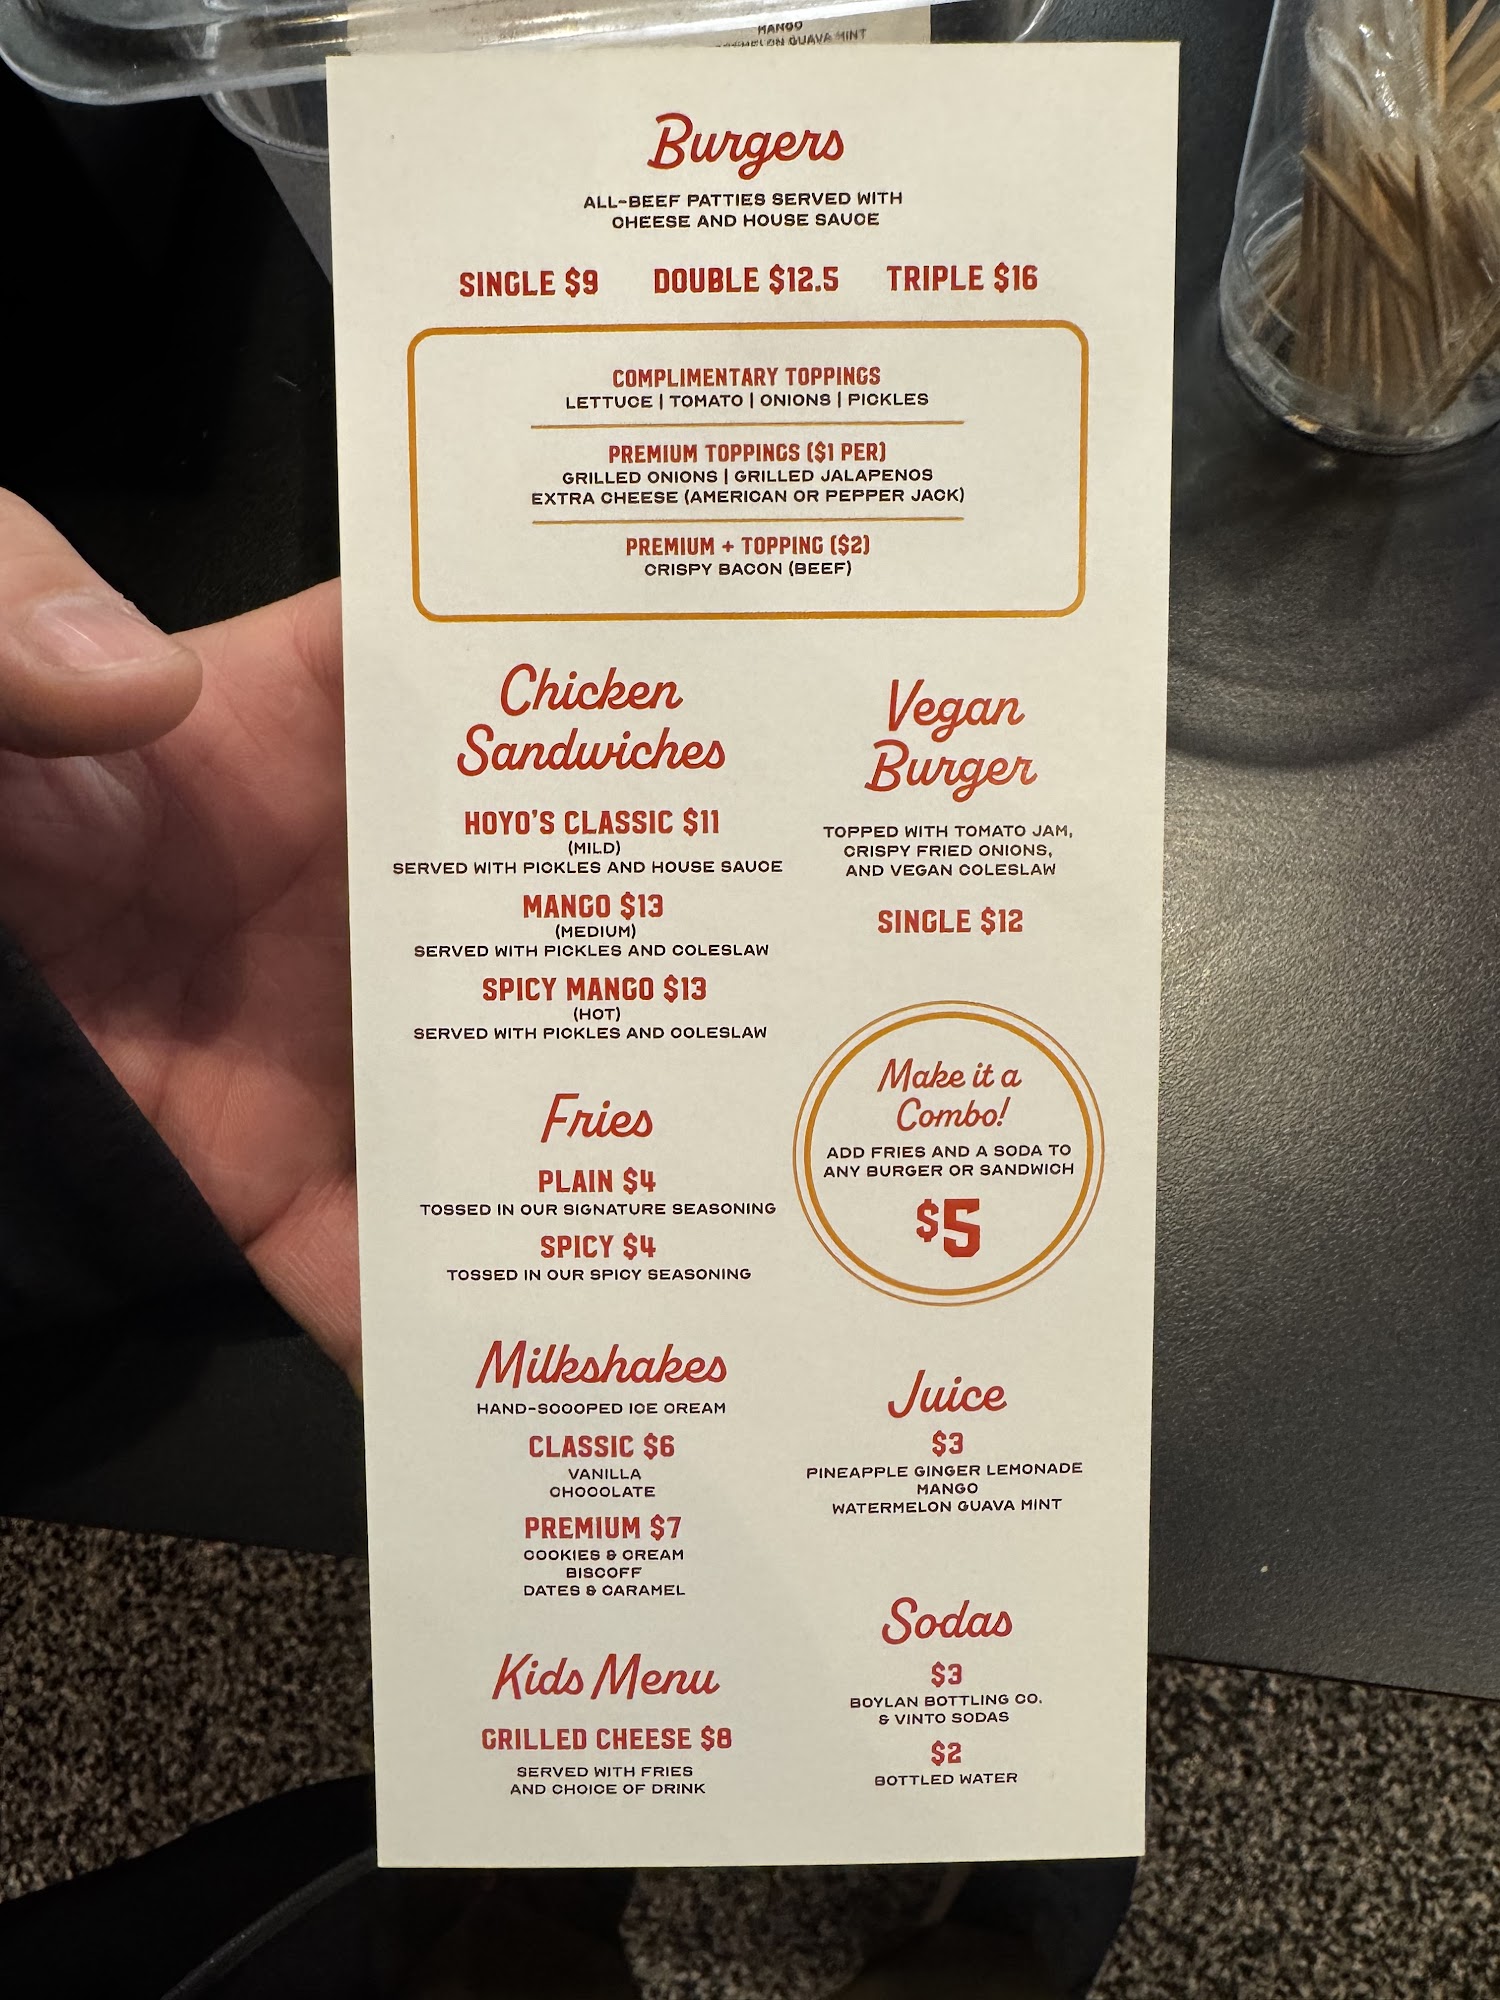 MANGO
GUAVA MINT
Burgers
ALL-BEEF PATTIES SERVED WITH
CHEESE AND HOUSE SAUCE
SINGLE $9 DOUBLE $12.5 TRIPLE $16
COMPLIMENTARY TOPPINGS
LETTUCE | TOMATO | ONIONS | PICKLES
PREMIUM TOPPINGS ($1 PER)
GRILLED ONIONS | GRILLED JALAPENOS
EXTRA CHEESE (AMERICAN OR PEPPER JACK)
PREMIUM + TOPPING ($2)
CRISPY BACON (BEEF)
Chicken
Sandwiches
HOYO'S CLASSIC $11
(MILD)
SERVED WITH PICKLES AND HOUSE SAUCE
MANGO $13
(MEDIUM)
SERVED WITH PICKLES AND COLESLAW
SPICY MANGO $13
(HOT)
SERVED WITH PICKLES AND COLESLAW
Vegan
Burger
TOPPED WITH TOMATO JAM,
CRISPY FRIED ONIONS,
AND VEGAN COLESLAW
SINGLE $12
Make it a
Combo!
ADD FRIES AND A SODA TO
ANY BURGER OR SANDWICH
$5
Fries
PLAIN $4
TOSSED IN OUR SIGNATURE SEASONING
SPICY $4
TOSSED IN OUR SPICY SEASONING
Milkshakes
HAND-SCOOPED ICE CREAM
CLASSIC $6
VANILLA
CHOCOLATE
PREMIUM $7
COOKIES & CREAM
BISCOFF
DATES & CARAMEL
Juice
$3
PINEAPPLE GINGER LEMONADE
MANGO
WATERMELON GUAVA MINT
Kids Menu
GRILLED CHEESE $8
SERVED WITH FRIES
AND CHOICE OF DRINK
Sodas
$3
BOYLAN BOTTLING CO.
& VINTO SODAS
$2
BOTTLED WATER